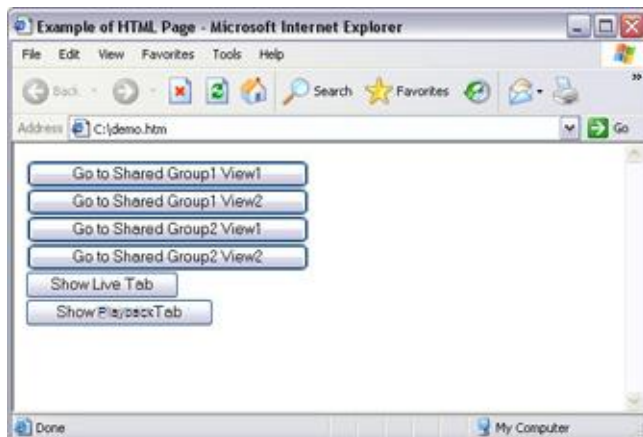 Example of HTML Page - Microsoft Internet Explorer
File Edit View Favorites Tools Help
Back Search Favorites »
Address C:\demo.htm Go
Go to Shared Group1 View1
Go to Shared Group1 View2
Go to Shared Group2 View1
Go to Shared Group2 View2
Show Live Tab
Show Playback Tab
Done My Computer